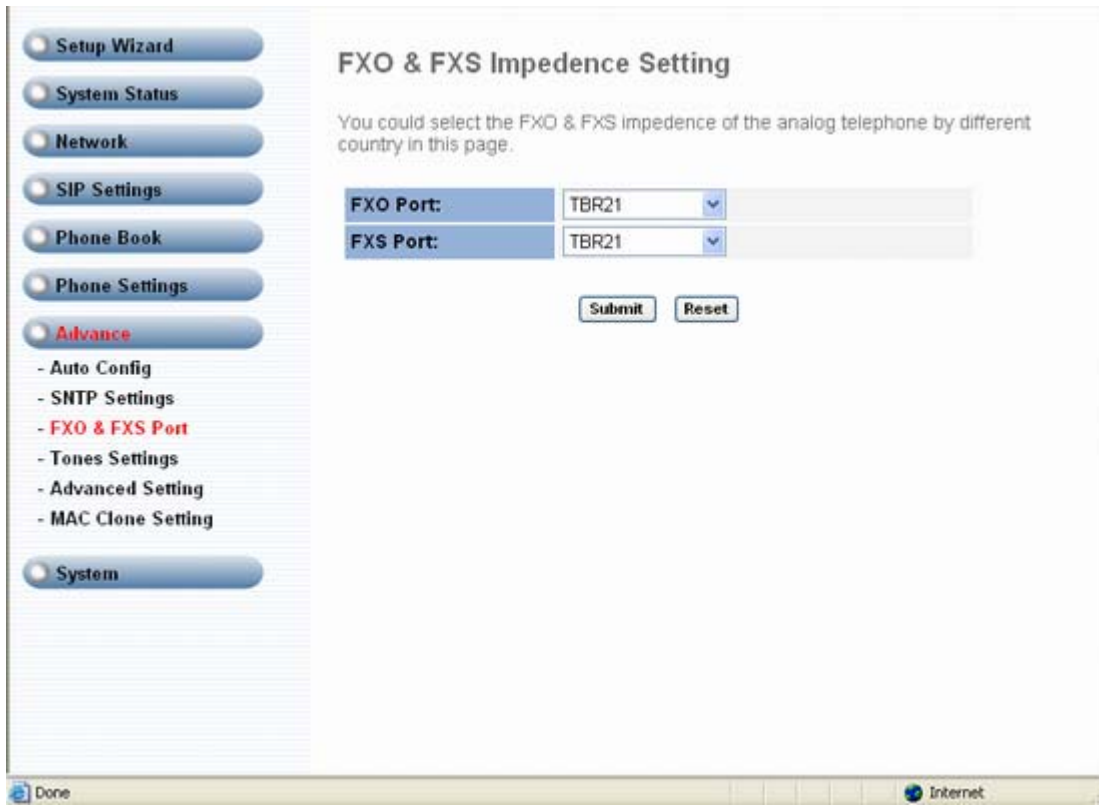 Setup Wizard
System Status
Network
SIP Settings
Phone Book
Phone Settings
Advance
- Auto Config
- SNTP Settings
- FXO & FXS Port
- Tones Settings
- Advanced Setting
- MAC Clone Setting
System
FXO & FXS Impedence Setting
You could select the FXO & FXS impedence of the analog telephone by different
country in this page.
FXO Port: TBR21
FXS Port: TBR21
Submit Reset
Done Internet